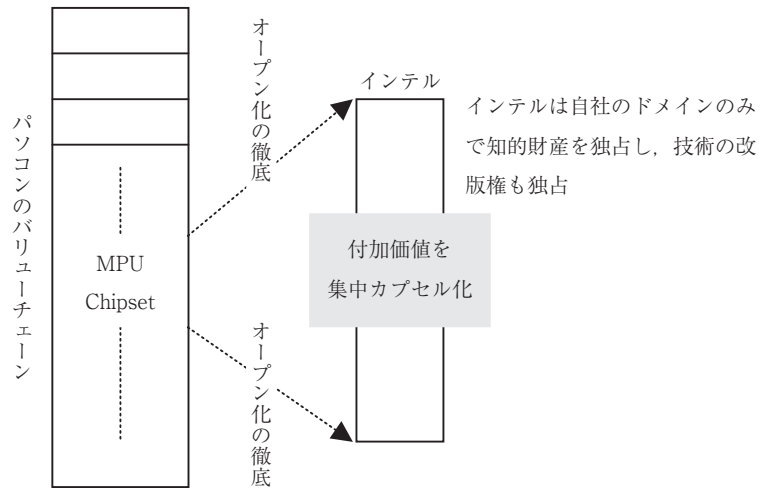 パソコンのバリューチェーン
MPU
Chipset
オープン化の徹底
オープン化の徹底
インテル
付加価値を
集中カプセル化
インテルは自社のドメインのみ
で知的財産を独占し，技術の改
版権も独占